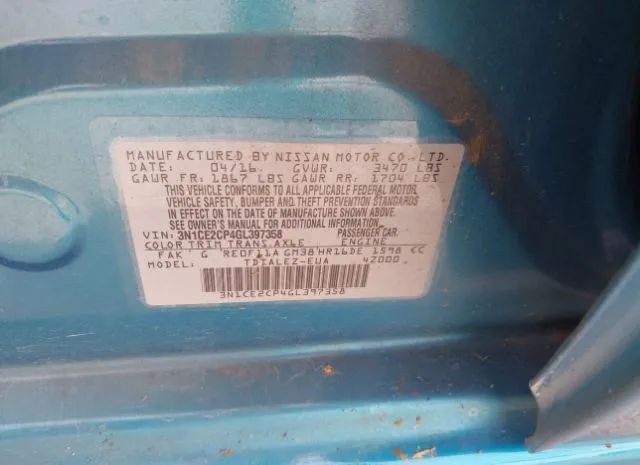 MANUFACTURED BY NISSAN MOTOR CO.,LTD.
DATE: 04/16 GVWR: 3470 LBS
GAWR FR: 1867 LBS GAWR RR: 1704 LBS
THIS VEHICLE CONFORMS TO ALL APPLICABLE FEDERAL MOTOR
VEHICLE SAFETY, BUMPER AND THEFT PREVENTION STANDARDS
IN EFFECT ON THE DATE OF MANUFACTURE SHOWN ABOVE.
SEE OWNER'S MANUAL FOR ADDITIONAL INFORMATION
VIN: 3N1CE2CP4GL397358 PASSENGER CAR.
COLOR TRIM TRANS.AXLE ENGINE
FAK G RE0F11A GM38 HR16DE 1598 CC
MODEL: TDTALEZ-EUA 42000
3N1CE2CP4GL397358